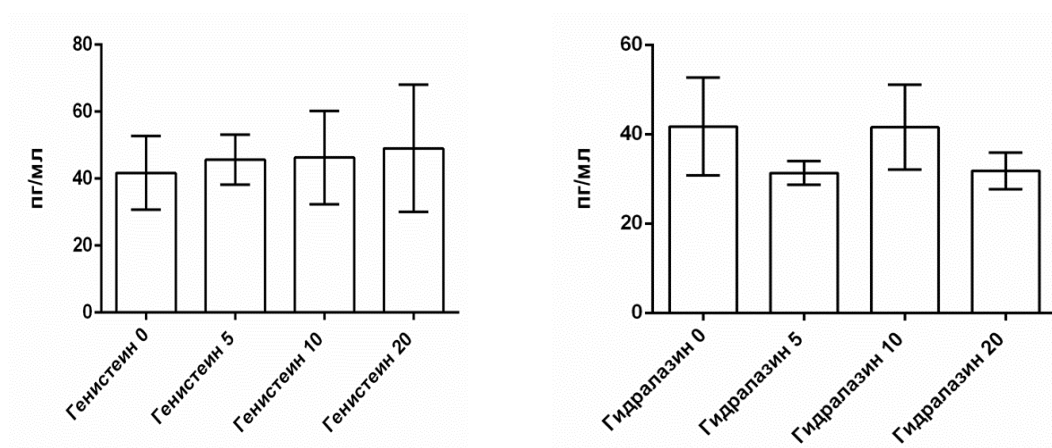 80
60
40
20
0
пг/мл
Генистеин 0
Генистеин 5
Генистеин 10
Генистеин 20
60
40
20
0
пг/мл
Гидралазин 0
Гидралазин 5
Гидралазин 10
Гидралазин 20